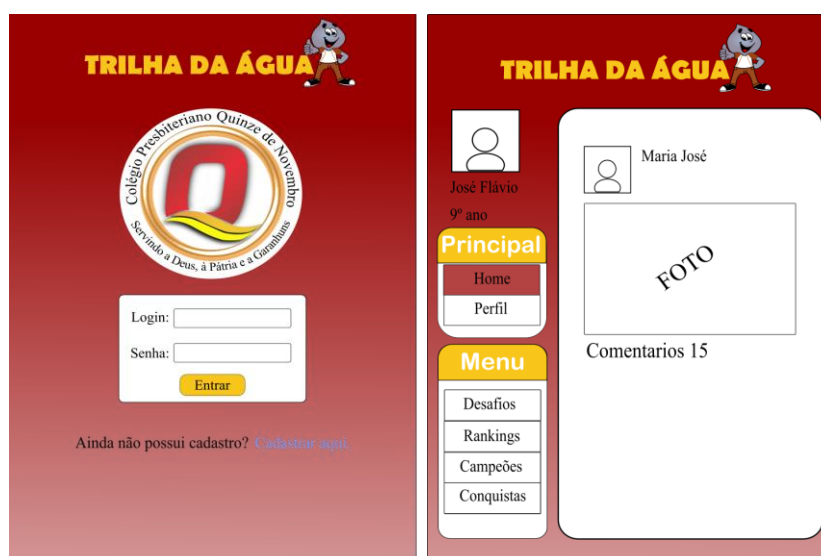 TRILHA DA ÁGUA
Colégio Presbiteriano Quinze de Novembro
Servindo a Deus, à Pátria e a Garanhuns
Login:
Senha:
Entrar
Ainda não possui cadastro? Cadastrar aqui.
TRILHA DA ÁGUA
José Flávio
9º ano
Principal
Home
Perfil
Menu
Desafios
Rankings
Campeões
Conquistas
Maria José
FOTO
Comentarios 15